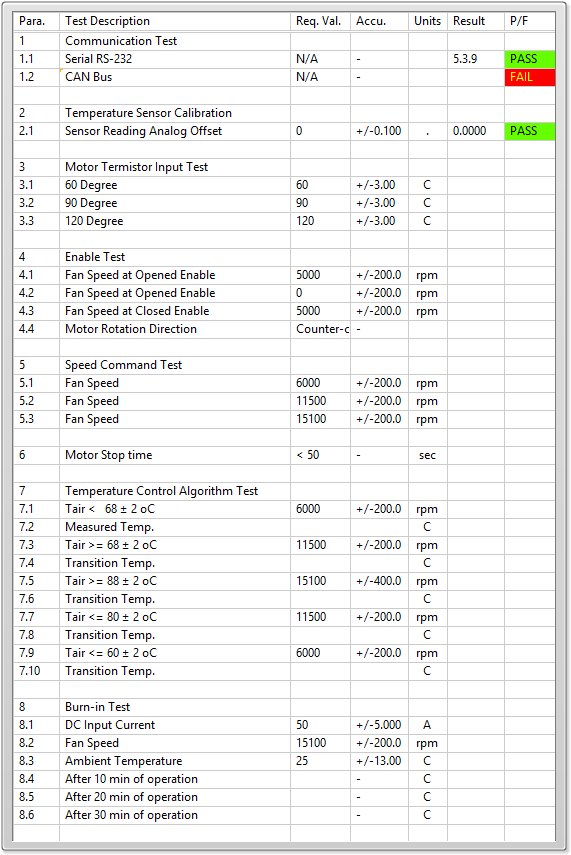 Para. Test Description Req. Val. Accu. Units Result P/F
1 Communication Test
1.1 Serial RS-232 N/A - 5.3.9 PASS
1.2 CAN Bus N/A - FAIL
2 Temperature Sensor Calibration
2.1 Sensor Reading Analog Offset 0 +/-0.100 . 0.0000 PASS
3 Motor Termistor Input Test
3.1 60 Degree 60 +/-3.00 C
3.2 90 Degree 90 +/-3.00 C
3.3 120 Degree 120 +/-3.00 C
4 Enable Test
4.1 Fan Speed at Opened Enable 5000 +/-200.0 rpm
4.2 Fan Speed at Opened Enable 0 +/-200.0 rpm
4.3 Fan Speed at Closed Enable 5000 +/-200.0 rpm
4.4 Motor Rotation Direction Counter-c -
5 Speed Command Test
5.1 Fan Speed 6000 +/-200.0 rpm
5.2 Fan Speed 11500 +/-200.0 rpm
5.3 Fan Speed 15100 +/-200.0 rpm
6 Motor Stop time < 50 - sec
7 Temperature Control Algorithm Test
7.1 Tair < 68 ± 2 oC 6000 +/-200.0 rpm
7.2 Measured Temp. C
7.3 Tair >= 68 ± 2 oC 11500 +/-200.0 rpm
7.4 Transition Temp. C
7.5 Tair >= 88 ± 2 oC 15100 +/-400.0 rpm
7.6 Transition Temp. C
7.7 Tair <= 80 ± 2 oC 11500 +/-200.0 rpm
7.8 Transition Temp. C
7.9 Tair <= 60 ± 2 oC 6000 +/-200.0 rpm
7.10 Transition Temp. C
8 Burn-in Test
8.1 DC Input Current 50 +/-5.000 A
8.2 Fan Speed 15100 +/-200.0 rpm
8.3 Ambient Temperature 25 +/-13.00 C
8.4 After 10 min of operation - C
8.5 After 20 min of operation - C
8.6 After 30 min of operation - C